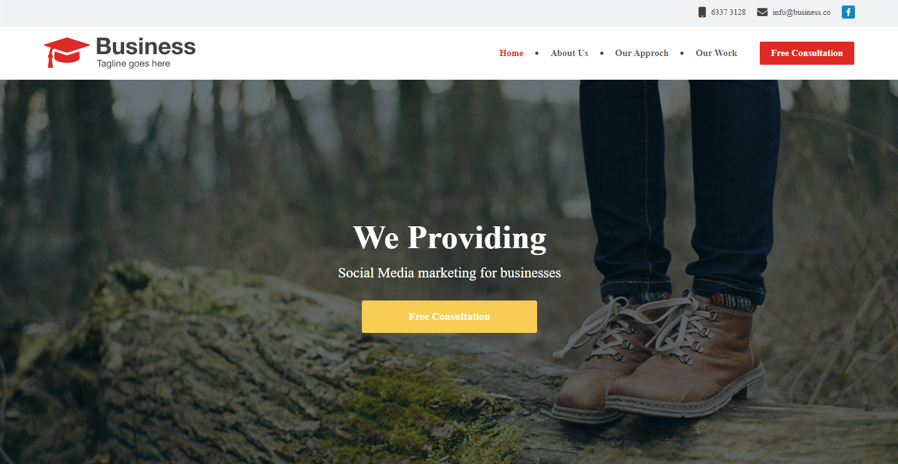 6337 3128 info@business.co
Business
Tagline goes here
Home • About Us • Our Approch • Our Work
Free Consultation
We Providing
Social Media marketing for businesses
Free Consultation